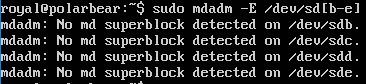 royal@polarbear:~$ sudo mdadm -E /dev/sd[b-e]
mdadm: No md superblock detected on /dev/sdb.
mdadm: No md superblock detected on /dev/sdc.
mdadm: No md superblock detected on /dev/sdd.
mdadm: No md superblock detected on /dev/sde.